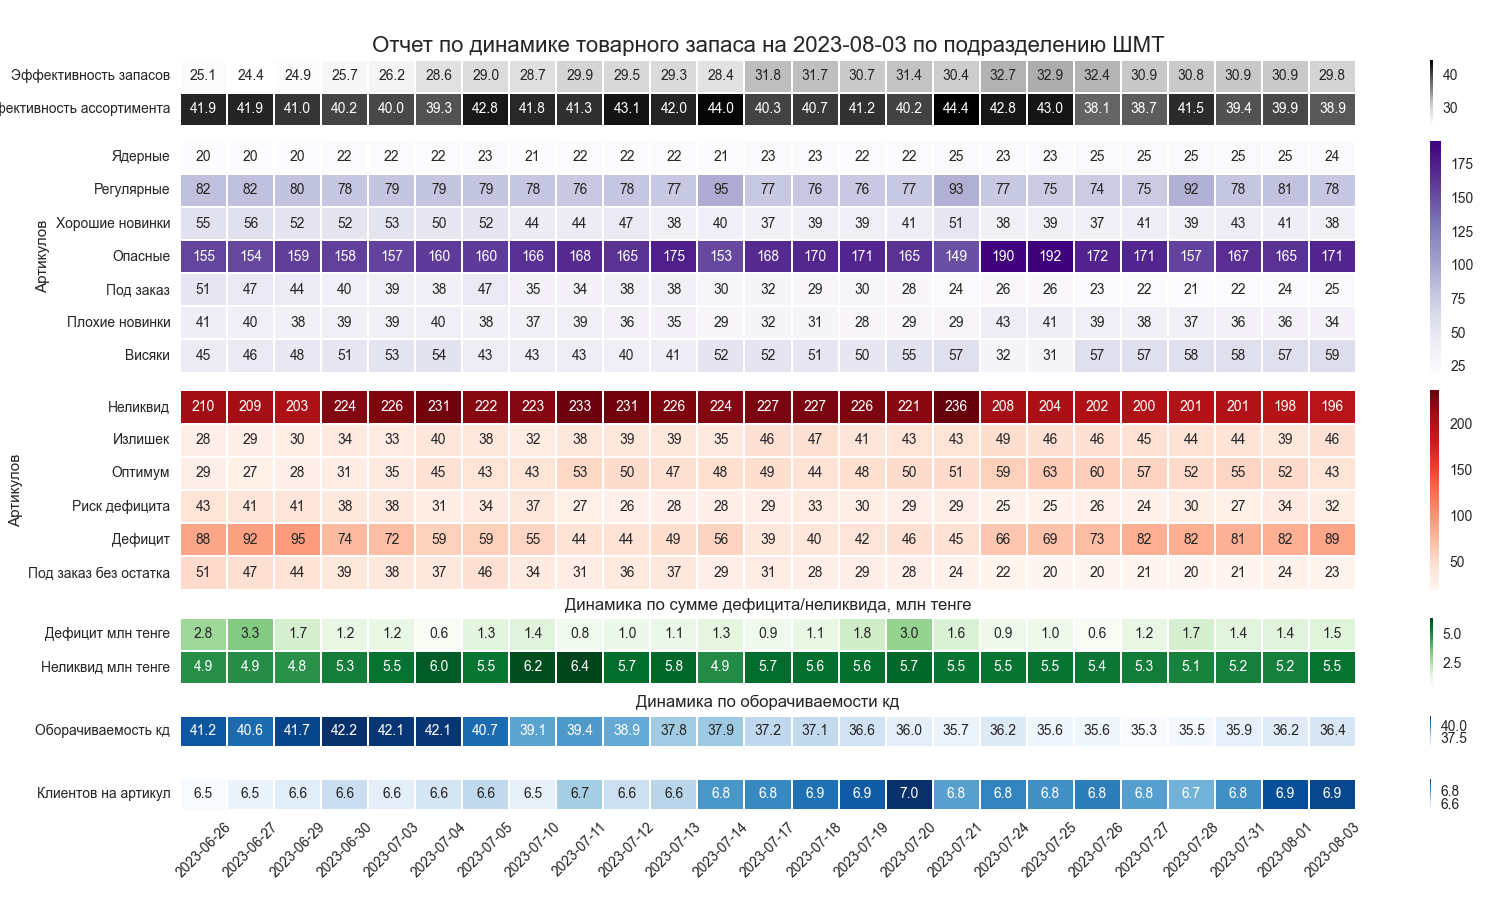 Отчет по динамике товарного запаса на 2023-08-03 по подразделению ШМТ
Эффективность запасов 25.1 24.4 24.9 25.7 26.2 28.6 29.0 28.7 29.9 29.5 29.3 28.4 31.8 31.7 30.7 31.4 30.4 32.7 32.9 32.4 30.9 30.8 30.9 30.9 29.8
фективность ассортимента 41.9 41.9 41.0 40.2 40.0 39.3 42.8 41.8 41.3 43.1 42.0 44.0 40.3 40.7 41.2 40.2 44.4 42.8 43.0 38.1 38.7 41.5 39.4 39.9 38.9
40
30
Артикулов
Ядерные 20 20 20 22 22 22 23 21 22 22 22 21 23 23 22 22 25 23 23 25 25 25 25 25 24
Регулярные 82 82 80 78 79 79 79 78 76 78 77 95 77 76 76 77 93 77 75 74 75 92 78 81 78
Хорошие новинки 55 56 52 52 53 50 52 44 44 47 38 40 37 39 39 41 51 38 39 37 41 39 43 41 38
Опасные 155 154 159 158 157 160 160 166 168 165 175 153 168 170 171 165 149 190 192 172 171 157 167 165 171
Под заказ 51 47 44 40 39 38 47 35 34 38 38 30 32 29 30 28 24 26 26 23 22 21 22 24 25
Плохие новинки 41 40 38 39 39 40 38 37 39 36 35 29 32 31 28 29 29 43 41 39 38 37 36 36 34
Висяки 45 46 48 51 53 54 43 43 43 40 41 52 52 51 50 55 57 32 31 57 57 58 58 57 59
175
150
125
100
75
50
25
Артикулов
Неликвид 210 209 203 224 226 231 222 223 233 231 226 224 227 227 226 221 236 208 204 202 200 201 201 198 196
Излишек 28 29 30 34 33 40 38 32 38 39 39 35 46 47 41 43 43 49 46 46 45 44 44 39 46
Оптимум 29 27 28 31 35 45 43 43 53 50 47 48 49 44 48 50 51 59 63 60 57 52 55 52 43
Риск дефицита 43 41 41 38 38 31 34 37 27 26 28 28 29 33 30 29 29 25 25 26 24 30 27 34 32
Дефицит 88 92 95 74 72 59 59 55 44 44 49 56 39 40 42 46 45 66 69 73 82 82 81 82 89
Под заказ без остатка 51 47 44 39 38 37 46 34 31 36 37 29 31 28 29 28 24 22 20 20 21 20 21 24 23
200
150
100
50
Динамика по сумме дефицита/неликвида, млн тенге
Дефицит млн тенге 2.8 3.3 1.7 1.2 1.2 0.6 1.3 1.4 0.8 1.0 1.1 1.3 0.9 1.1 1.8 3.0 1.6 0.9 1.0 0.6 1.2 1.7 1.4 1.4 1.5
Неликвид млн тенге 4.9 4.9 4.8 5.3 5.5 6.0 5.5 6.2 6.4 5.7 5.8 4.9 5.7 5.6 5.6 5.7 5.5 5.5 5.5 5.4 5.3 5.1 5.2 5.2 5.5
5.0
2.5
Динамика по оборачиваемости кд
Оборачиваемость кд 41.2 40.6 41.7 42.2 42.1 42.1 40.7 39.1 39.4 38.9 37.8 37.9 37.2 37.1 36.6 36.0 35.7 36.2 35.6 35.6 35.3 35.5 35.9 36.2 36.4
40.0
37.5
Клиентов на артикул 6.5 6.5 6.6 6.6 6.6 6.6 6.6 6.5 6.7 6.6 6.6 6.8 6.8 6.9 6.9 7.0 6.8 6.8 6.8 6.8 6.8 6.7 6.8 6.9 6.9
6.8
6.6
2023-06-26 2023-06-27 2023-06-29 2023-06-30 2023-07-03 2023-07-04 2023-07-05 2023-07-10 2023-07-11 2023-07-12 2023-07-13 2023-07-14 2023-07-17 2023-07-18 2023-07-19 2023-07-20 2023-07-21 2023-07-24 2023-07-25 2023-07-26 2023-07-27 2023-07-28 2023-07-31 2023-08-01 2023-08-03